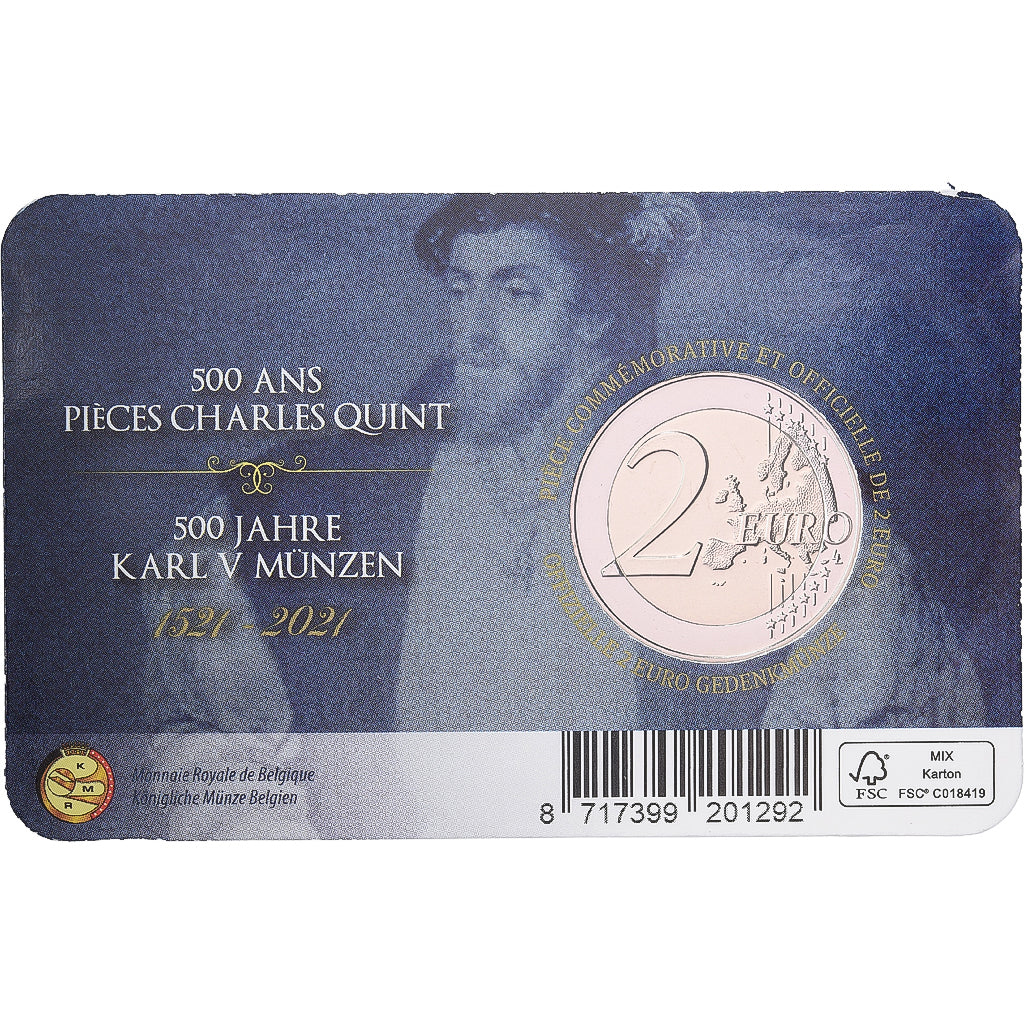 500 ANS
PIÈCES CHARLES QUINT
500 JAHRE
KARL V MÜNZEN
1521 - 2021
PIÈCE COMMÉMORATIVE ET OFFICIELLE DE 2 EURO
OFFIZIELLE 2 EURO GEDENKMÜNZE
2 EURO
K
R M
Monnaie Royale de Belgique
Königliche Münze Belgien
8 717399 201292
FSC®
MIX
Karton
FSC® C018419